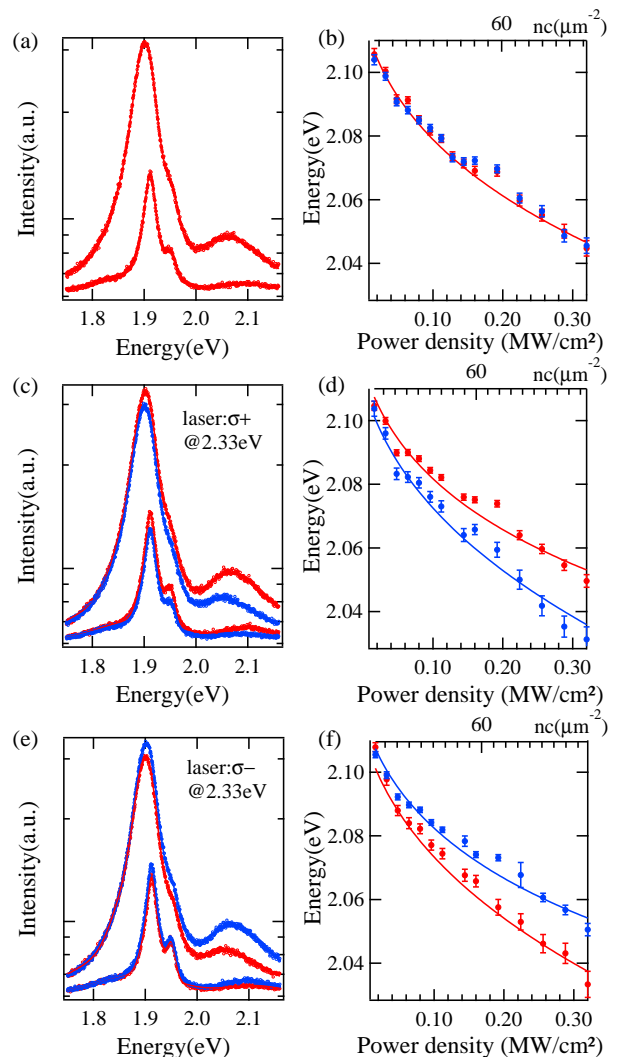 (a)
Intensity(a.u.)
1.8 1.9 2.0 2.1
Energy(eV)
(b)
60 nc(μm⁻²)
2.10
2.08
2.06
2.04
Energy(eV)
0.10 0.20 0.30
Power density (MW/cm²)
(c)
laser:σ+
@2.33eV
Intensity(a.u.)
1.8 1.9 2.0 2.1
Energy(eV)
(d)
60 nc(μm⁻²)
2.10
2.08
2.06
2.04
Energy(eV)
0.10 0.20 0.30
Power density (MW/cm²)
(e)
laser:σ−
@2.33eV
Intensity(a.u.)
1.8 1.9 2.0 2.1
Energy(eV)
(f)
60 nc(μm⁻²)
2.10
2.08
2.06
2.04
Energy(eV)
0.10 0.20 0.30
Power density (MW/cm²)